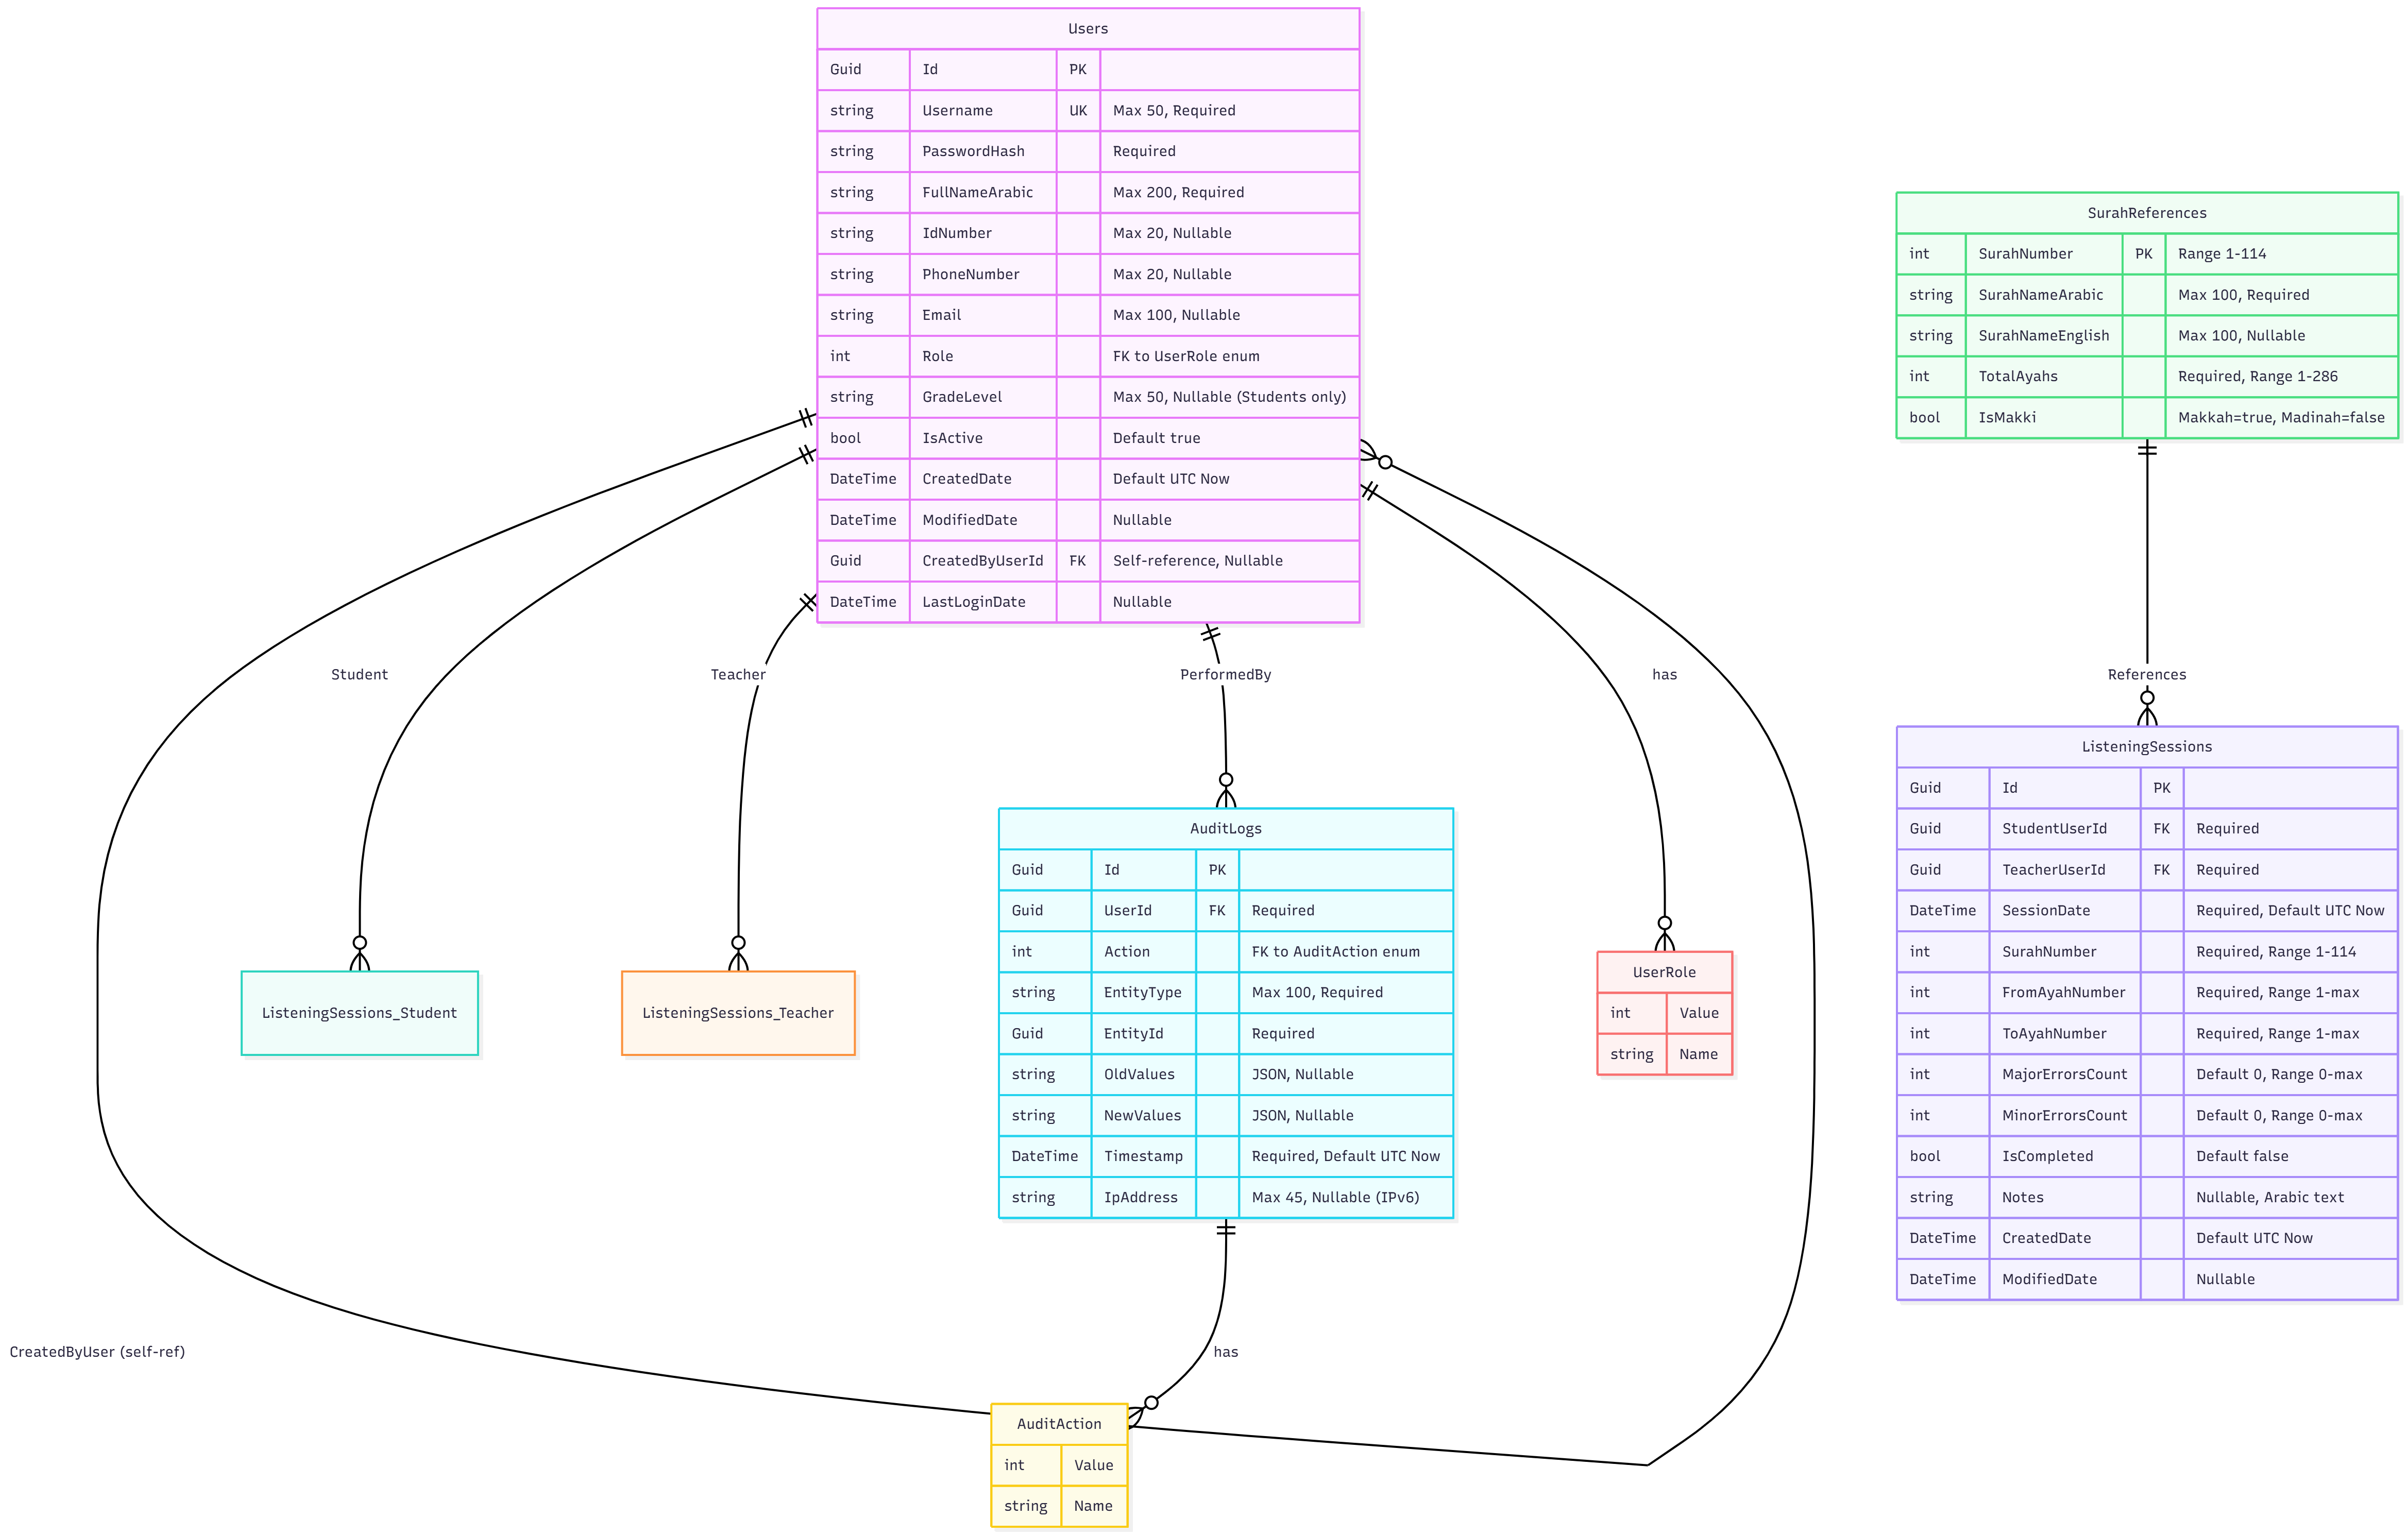 Users
Guid Id PK
string Username UK Max 50, Required
string PasswordHash Required
string FullNameArabic Max 200, Required
string IdNumber Max 20, Nullable
string PhoneNumber Max 20, Nullable
string Email Max 100, Nullable
int Role FK to UserRole enum
string GradeLevel Max 50, Nullable (Students only)
bool IsActive Default true
DateTime CreatedDate Default UTC Now
DateTime ModifiedDate Nullable
Guid CreatedByUserId FK Self-reference, Nullable
DateTime LastLoginDate Nullable
SurahReferences
int SurahNumber PK Range 1-114
string SurahNameArabic Max 100, Required
string SurahNameEnglish Max 100, Nullable
int TotalAyahs Required, Range 1-286
bool IsMakki Makkah=true, Madinah=false
Student
Teacher
PerformedBy
has
References
ListeningSessions_Student
ListeningSessions_Teacher
AuditLogs
Guid Id PK
Guid UserId FK Required
int Action FK to AuditAction enum
string EntityType Max 100, Required
Guid EntityId Required
string OldValues JSON, Nullable
string NewValues JSON, Nullable
DateTime Timestamp Required, Default UTC Now
string IpAddress Max 45, Nullable (IPv6)
UserRole
int Value
string Name
ListeningSessions
Guid Id PK
Guid StudentUserId FK Required
Guid TeacherUserId FK Required
DateTime SessionDate Required, Default UTC Now
int SurahNumber Required, Range 1-114
int FromAyahNumber Required, Range 1-max
int ToAyahNumber Required, Range 1-max
int MajorErrorsCount Default 0, Range 0-max
int MinorErrorsCount Default 0, Range 0-max
bool IsCompleted Default false
string Notes Nullable, Arabic text
DateTime CreatedDate Default UTC Now
DateTime ModifiedDate Nullable
CreatedByUser (self-ref)
has
AuditAction
int Value
string Name